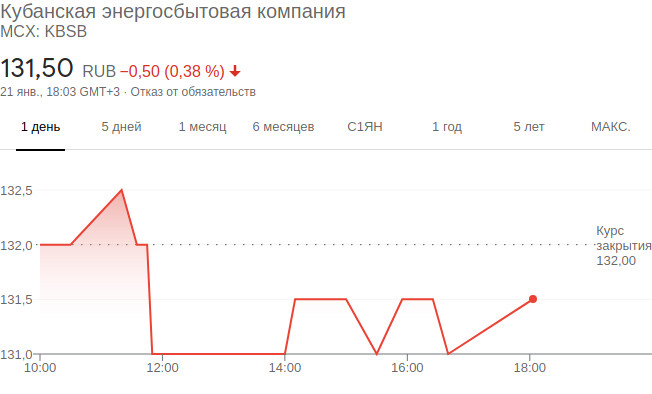 Кубанская энергосбытовая компания
MCX: KBSB
131,50 RUB −0,50 (0,38 %)
21 янв., 18:03 GMT+3 · Отказ от обязательств
1 день 5 дней 1 месяц 6 месяцев С1ЯН 1 год 5 лет МАКС.
132,5
132,0
Курс
закрытия
132,00
131,5
131,0
10:00 12:00 14:00 16:00 18:00